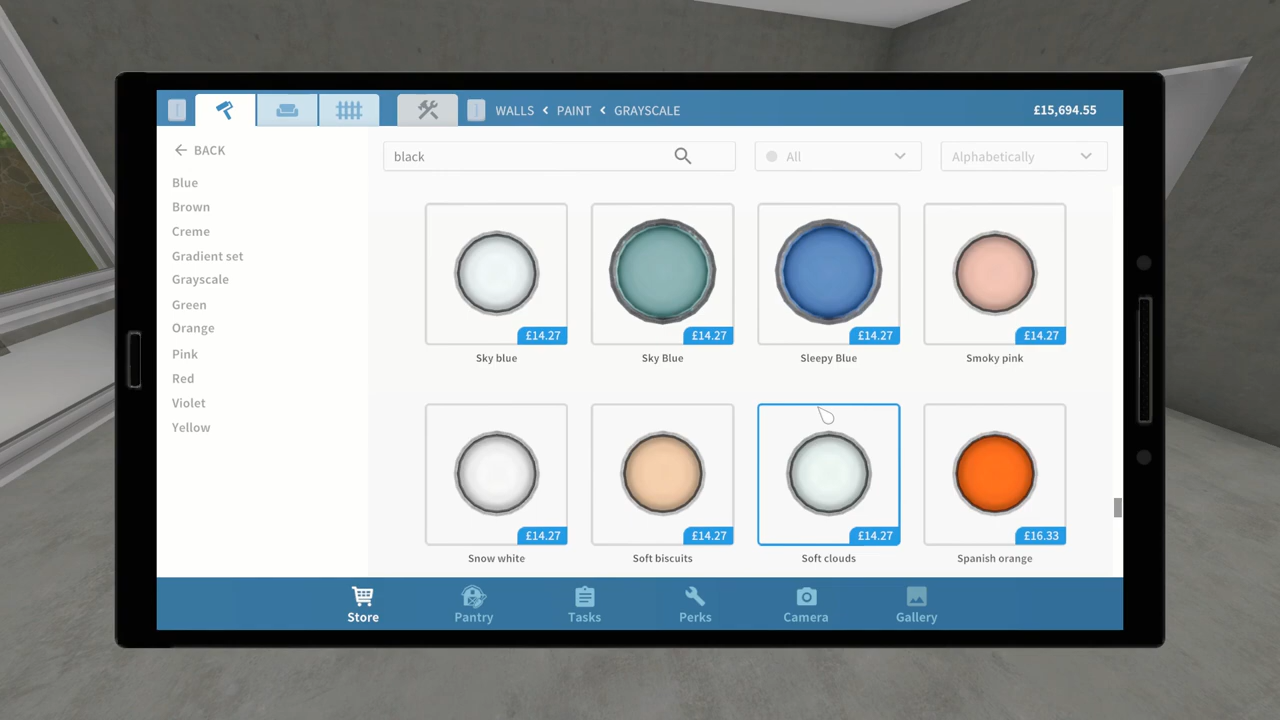 WALLS < PAINT < GRAYSCALE
£15,694.55
BACK
black
All
Alphabetically
Blue
Brown
Creme
Gradient set
Grayscale
Green
Orange
Pink
Red
Violet
Yellow
£14.27
£14.27
£14.27
£14.27
Sky blue
Sky Blue
Sleepy Blue
Smoky pink
£14.27
£14.27
£14.27
£16.33
Snow white
Soft biscuits
Soft clouds
Spanish orange
Store
Pantry
Tasks
Perks
Camera
Gallery